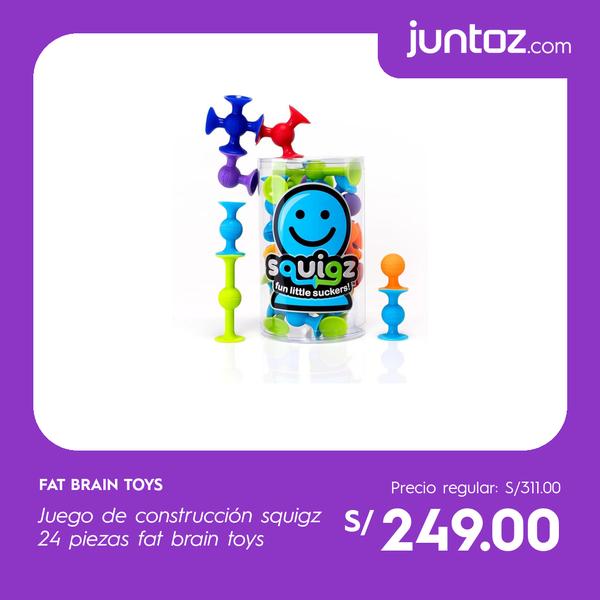 juntoz.com
squigz
fun little suckers!
FAT BRAIN TOYS
Juego de construcción squigz
24 piezas fat brain toys
Precio regular: S/311.00
S/ 249.00